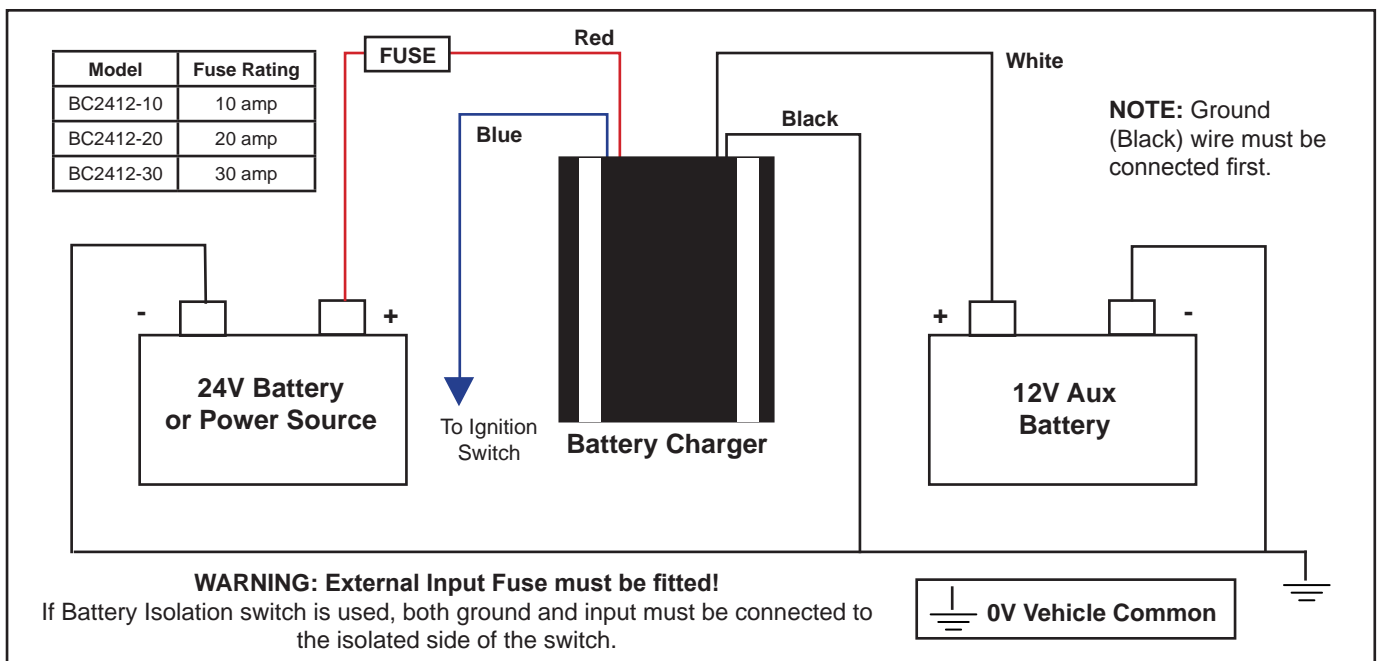 Model Fuse Rating
BC2412-10 10 amp
BC2412-20 20 amp
BC2412-30 30 amp
FUSE
Red
Blue
White
Black
NOTE: Ground
(Black) wire must be
connected first.
- +
24V Battery
or Power Source
To Ignition
Switch
Battery Charger
+ -
12V Aux
Battery
WARNING: External Input Fuse must be fitted!
If Battery Isolation switch is used, both ground and input must be connected to
the isolated side of the switch.
0V Vehicle Common